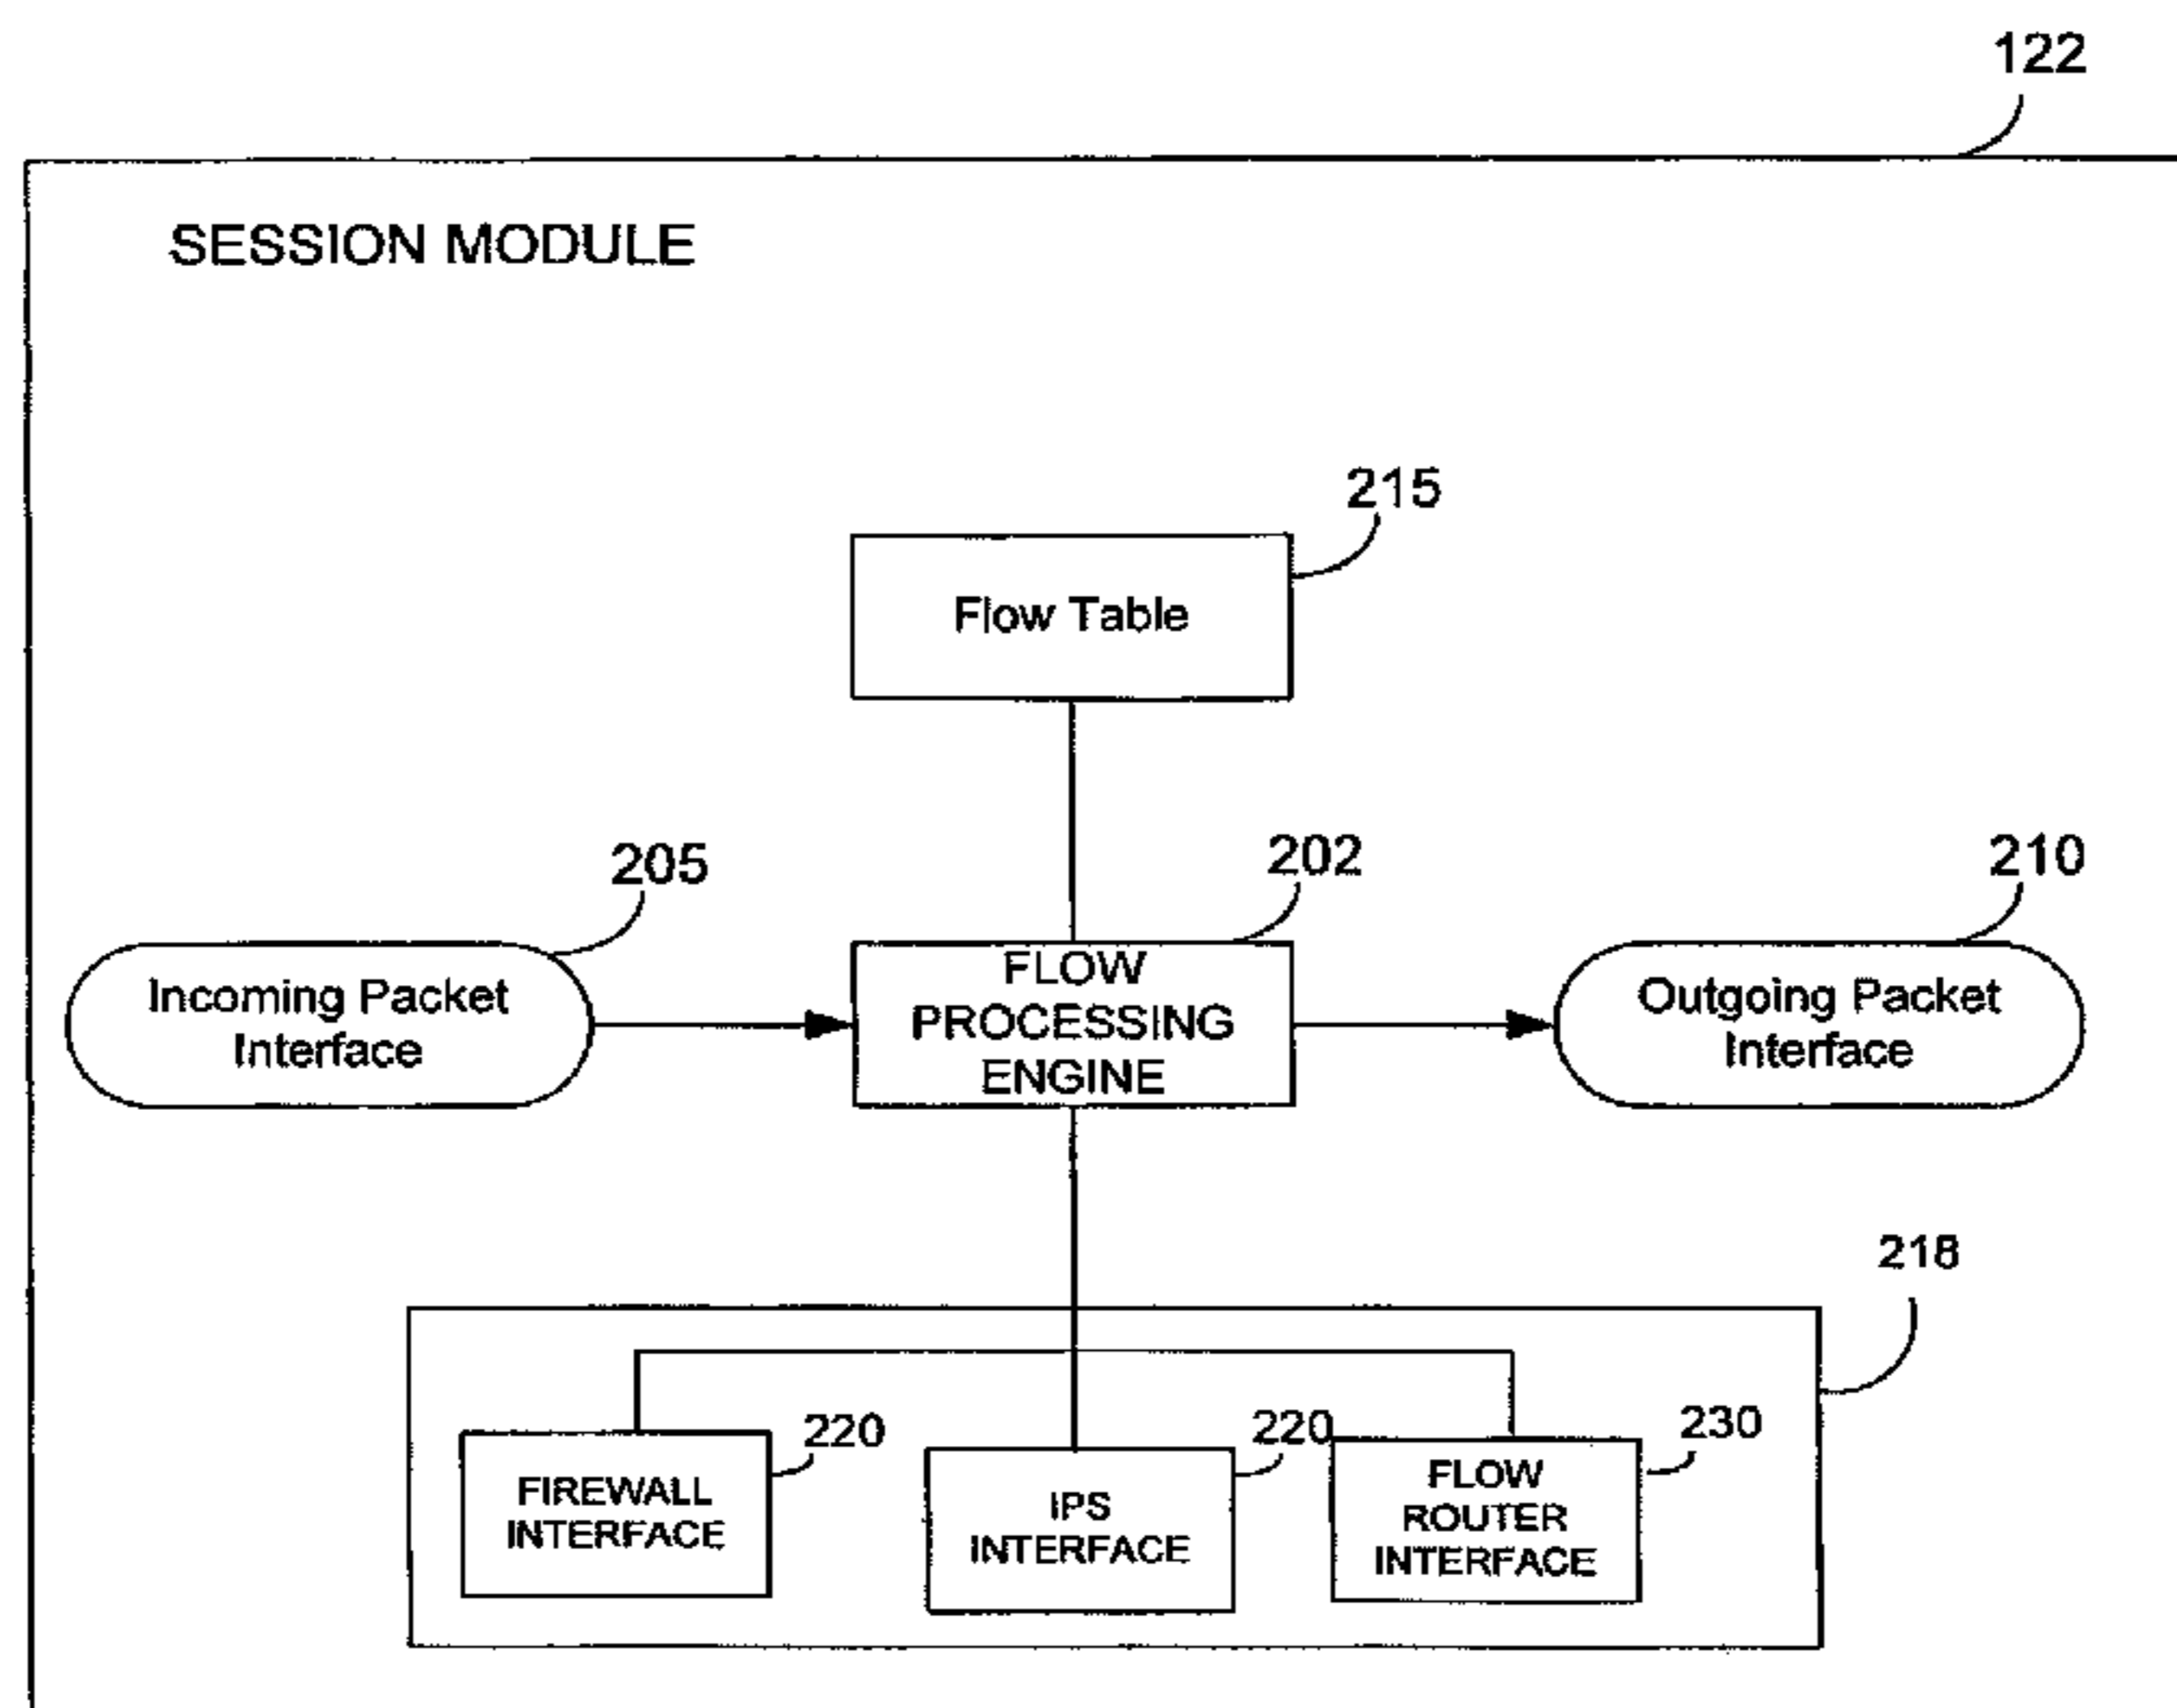 122
SESSION MODULE
215
Flow Table
205
202
210
Incoming Packet
Interface
FLOW
PROCESSING
ENGINE
Outgoing Packet
Interface
218
220
220
230
FIREWALL
INTERFACE
IPS
INTERFACE
FLOW
ROUTER
INTERFACE